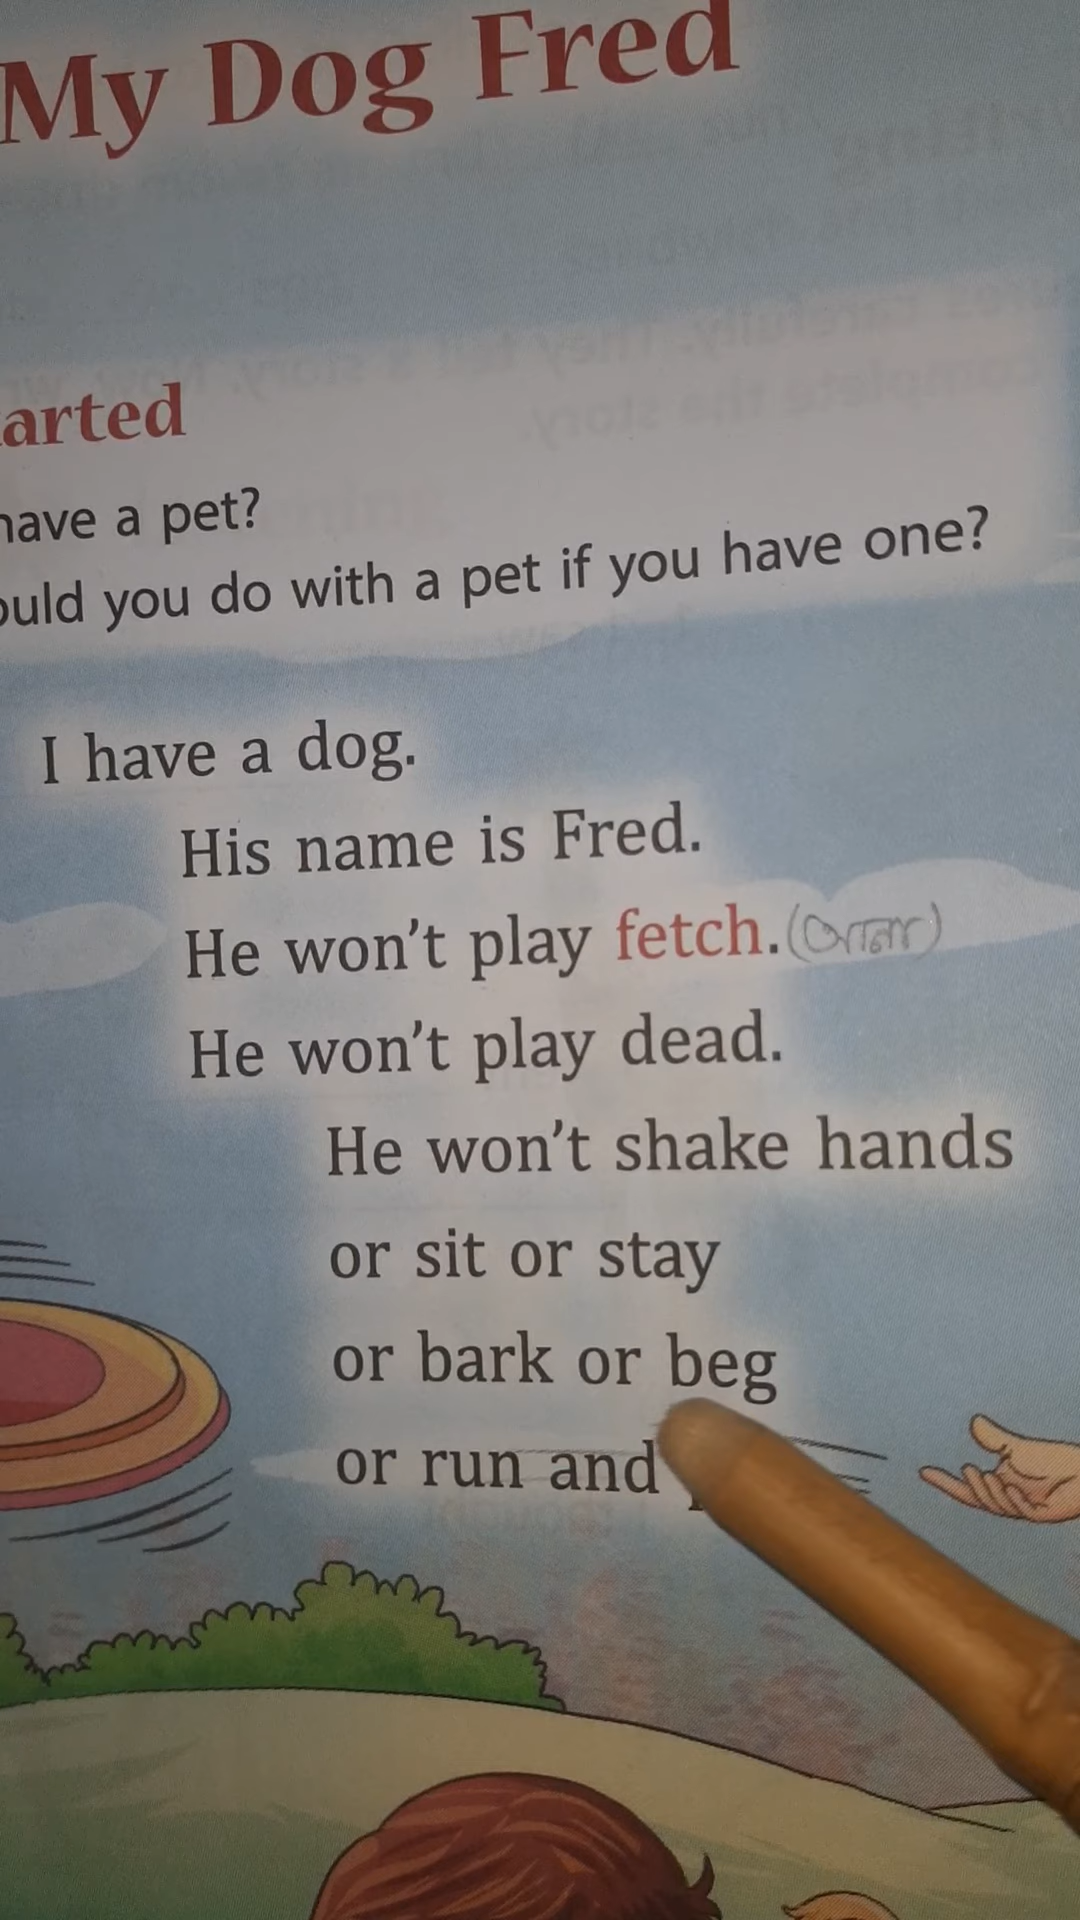 My Dog Fred
arted
have a pet?
ould you do with a pet if you have one?
I have a dog.
His name is Fred.
He won't play fetch.
He won't play dead.
He won't shake hands
or sit or stay
or bark or beg
or run and